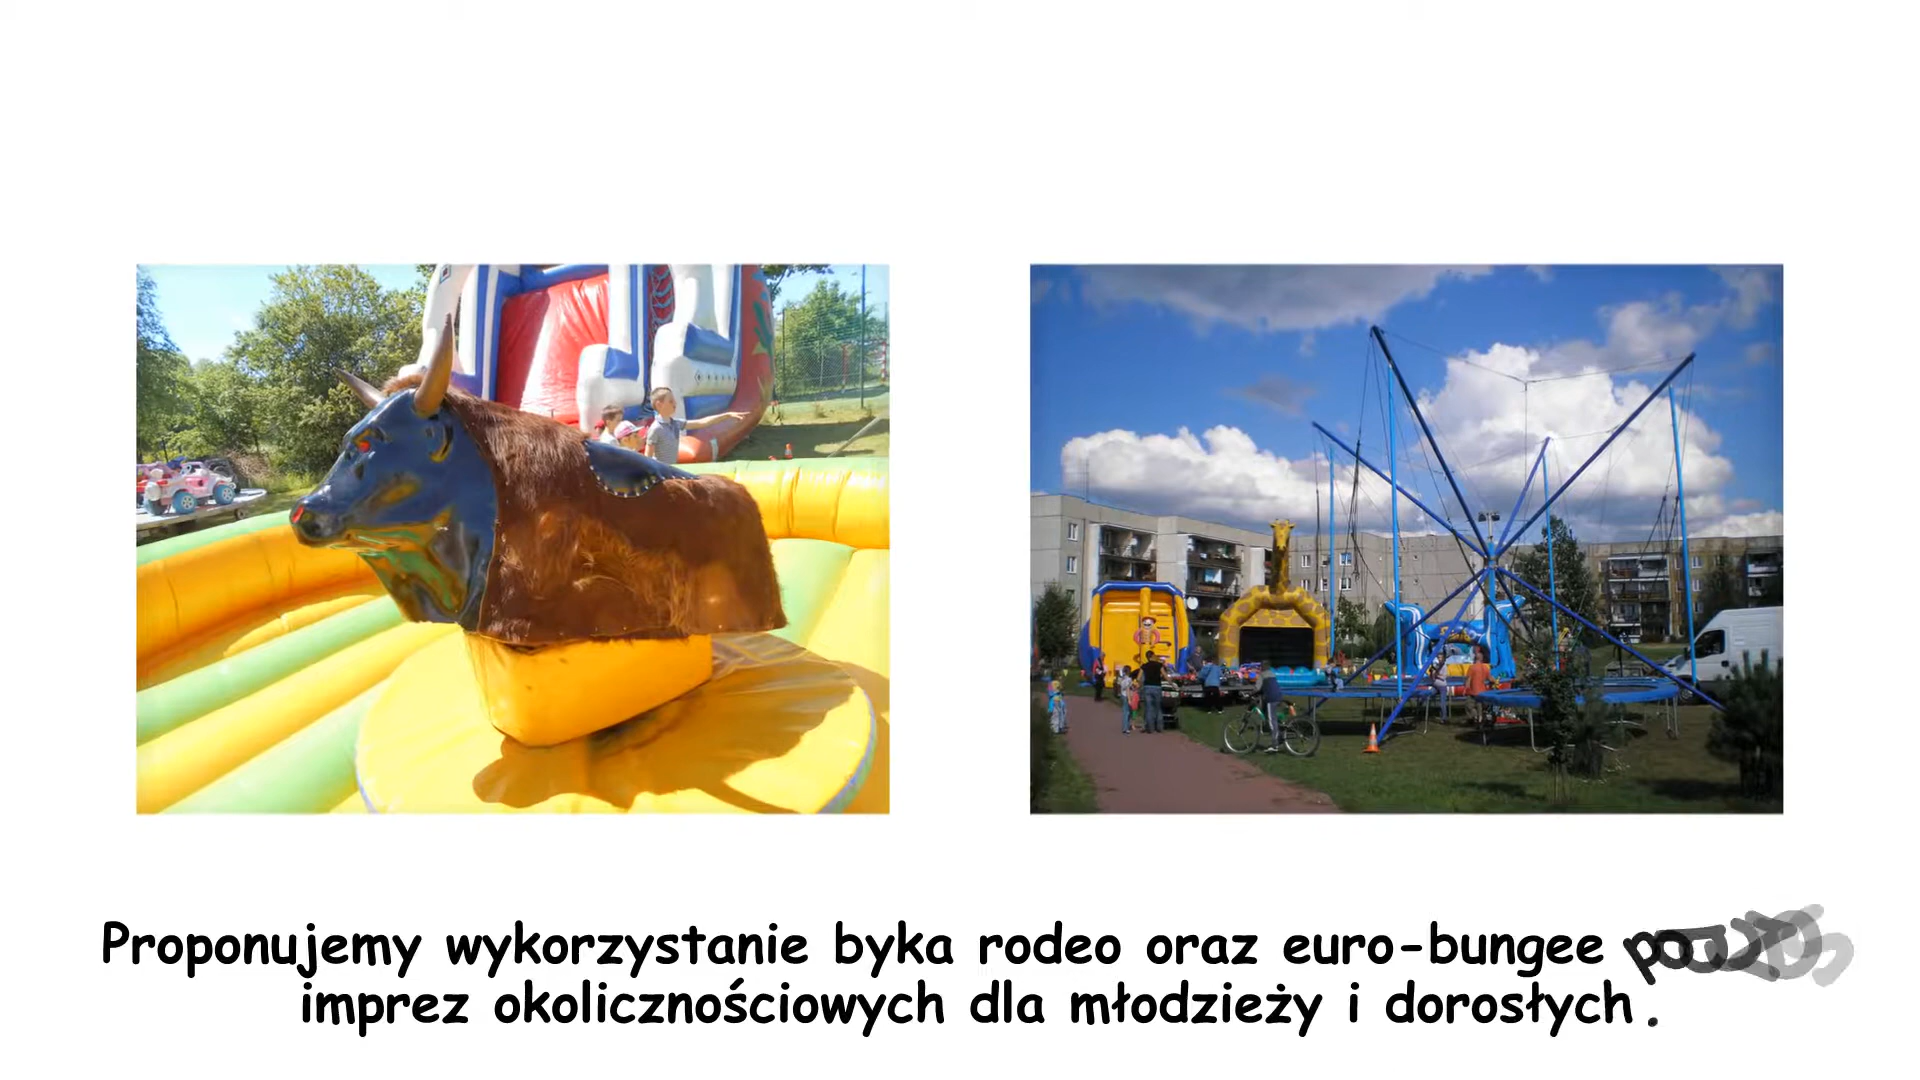 Proponujemy wykorzystanie byka rodeo oraz euro-bungee
imprez okolicznościowych dla młodzieży i dorosłych.